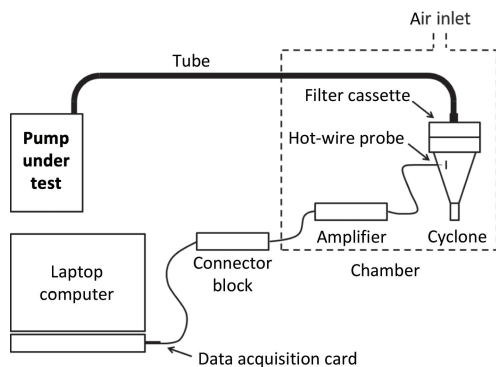 Air inlet
Tube
Filter cassette
Hot-wire probe
Pump
under
test
Amplifier
Cyclone
Connector
block
Chamber
Laptop
computer
Data acquisition card